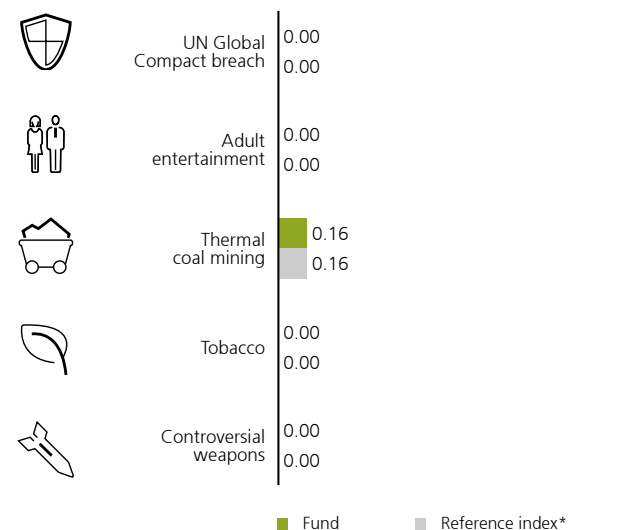 UN Global
Compact breach
0.00
0.00
Adult
entertainment
0.00
0.00
Thermal
coal mining
0.16
0.16
Tobacco
0.00
0.00
Controversial
weapons
0.00
0.00
Fund
Reference index*